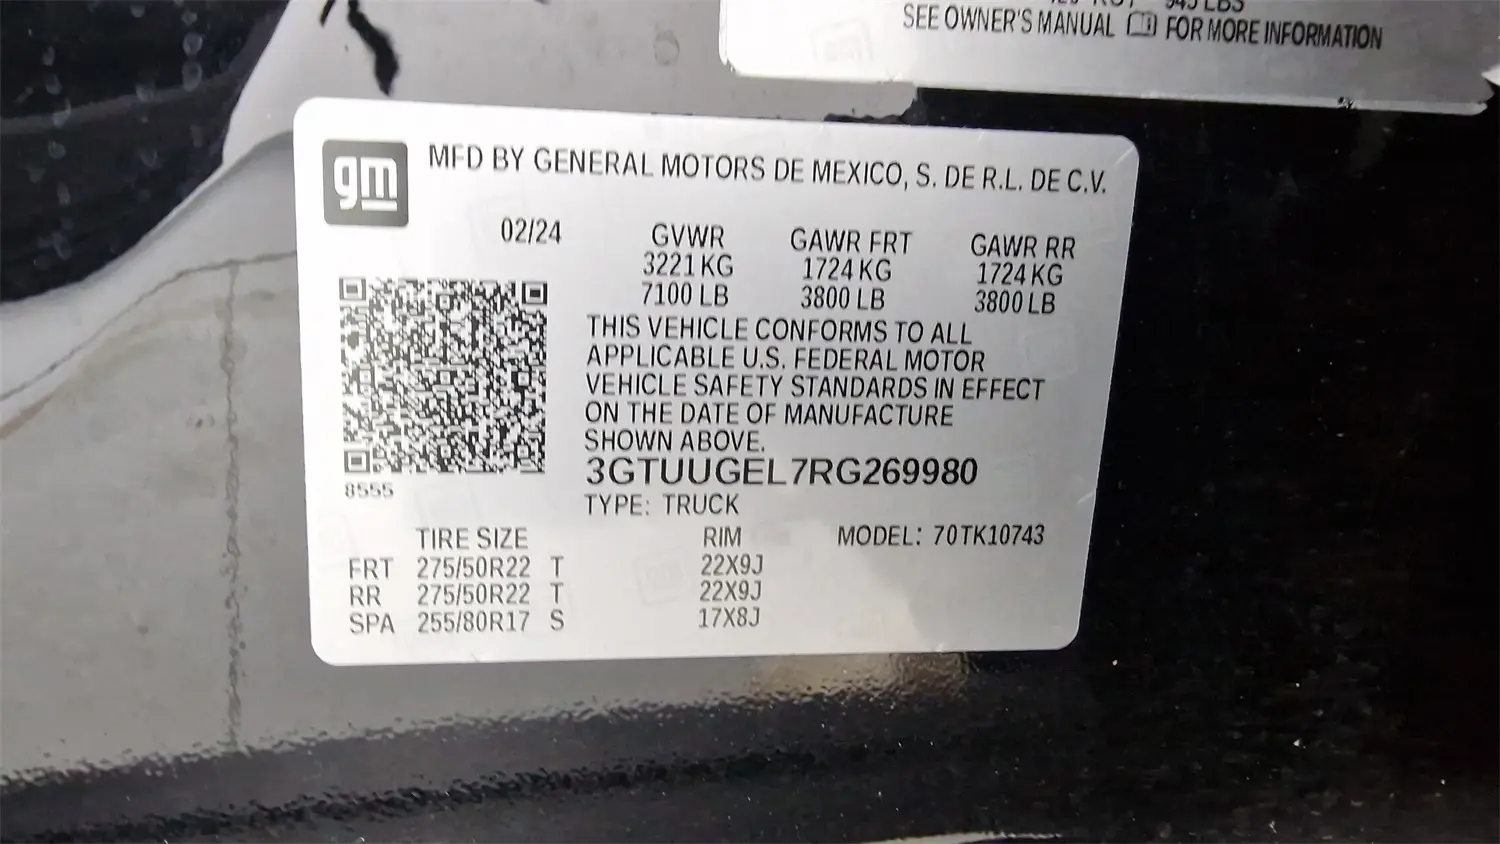 945 LBS
SEE OWNER'S MANUAL FOR MORE INFORMATION
gm
MFD BY GENERAL MOTORS DE MEXICO, S. DE R.L. DE C.V.
02/24
GVWR GAWR FRT GAWR RR
3221 KG 1724 KG 1724 KG
7100 LB 3800 LB 3800 LB
THIS VEHICLE CONFORMS TO ALL
APPLICABLE U.S. FEDERAL MOTOR
VEHICLE SAFETY STANDARDS IN EFFECT
ON THE DATE OF MANUFACTURE
SHOWN ABOVE.
3GTUUGEL7RG269980
8555
TYPE: TRUCK
TIRE SIZE RIM MODEL: 70TK10743
FRT 275/50R22 T 22X9J
RR 275/50R22 T 22X9J
SPA 255/80R17 S 17X8J